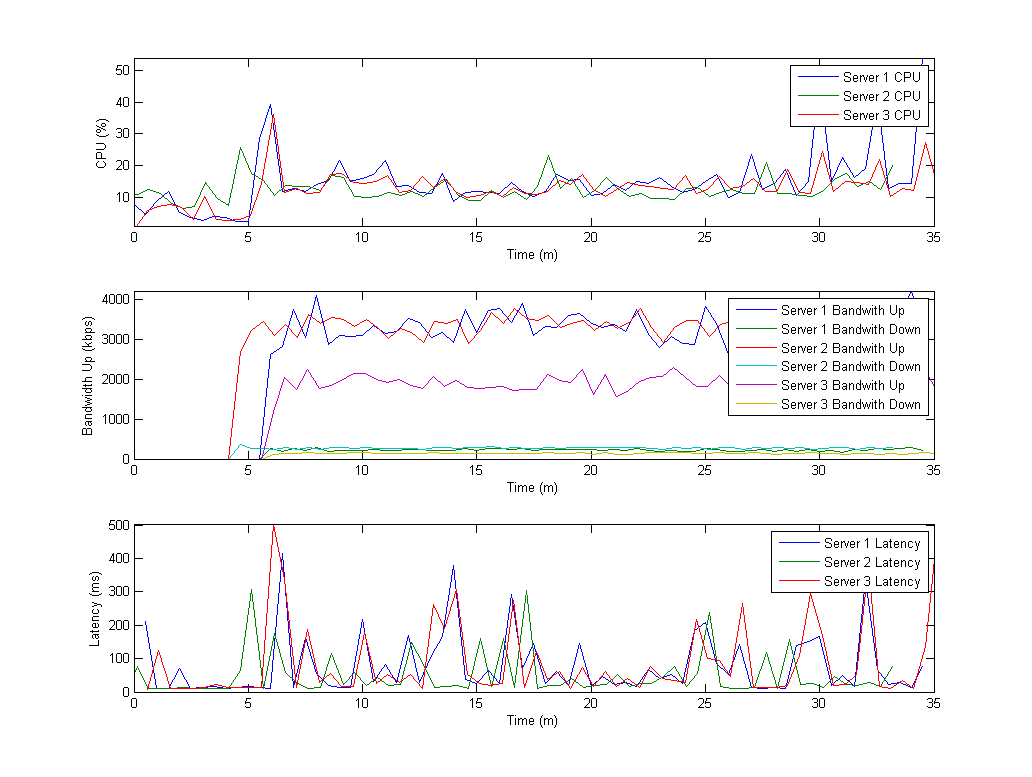 50
40
30
20
10
CPU (%)
Server 1 CPU
Server 2 CPU
Server 3 CPU
0 5 10 15 20 25 30 35
Time (m)
4000
3000
2000
1000
0
Bandwidth Up (kbps)
Server 1 Bandwith Up
Server 1 Bandwith Down
Server 2 Bandwith Up
Server 2 Bandwith Down
Server 3 Bandwith Up
Server 3 Bandwith Down
0 5 10 15 20 25 30 35
Time (m)
500
400
300
200
100
0
Latency (ms)
Server 1 Latency
Server 2 Latency
Server 3 Latency
0 5 10 15 20 25 30 35
Time (m)